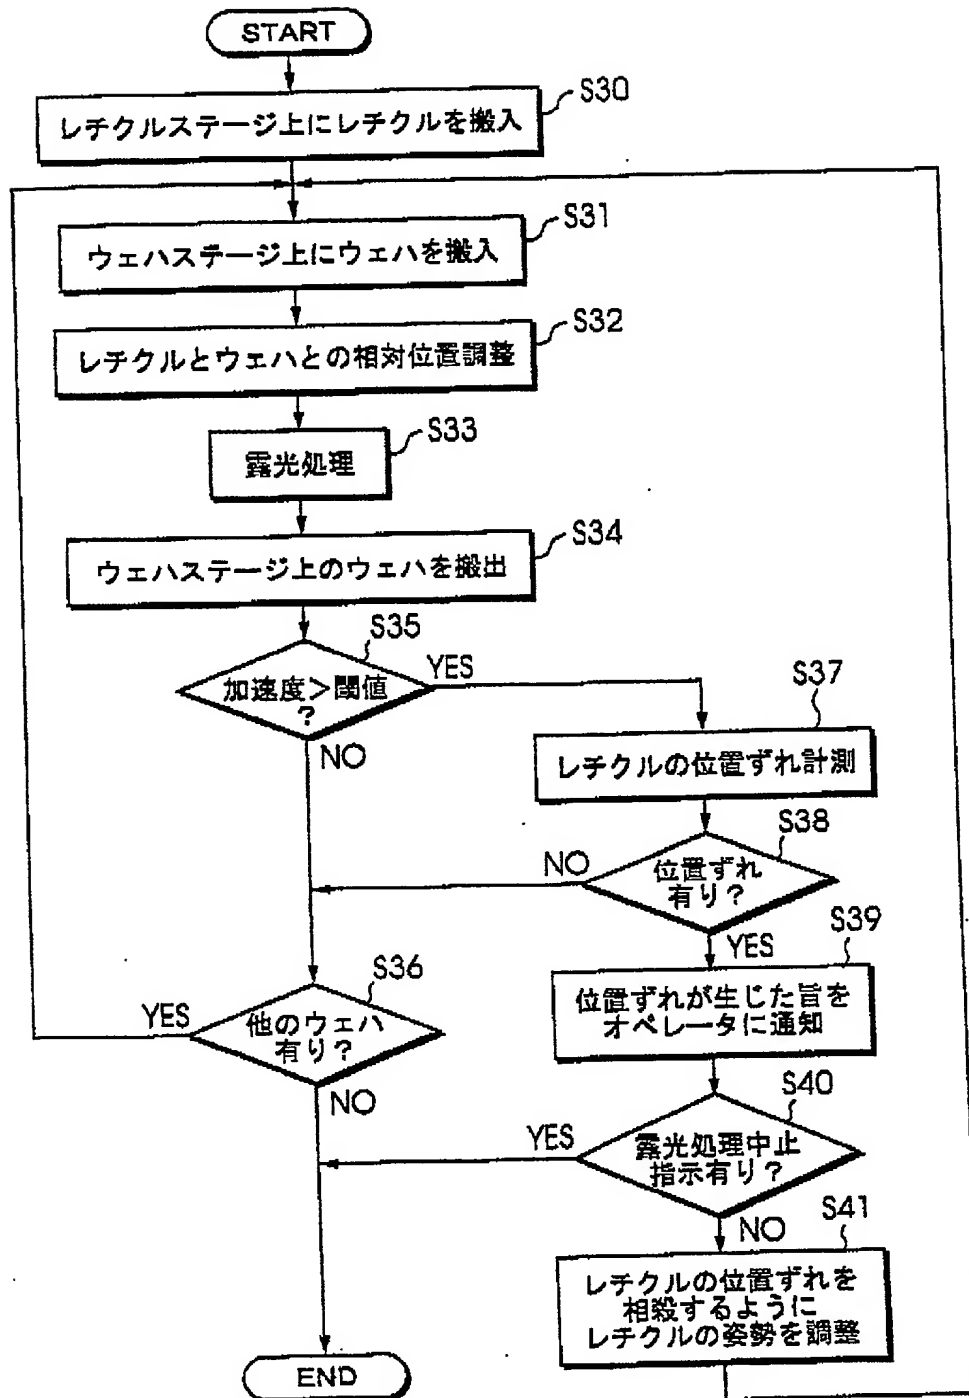 START
S30
レチクルステージ上にレチクルを搬入
S31
ウェハステージ上にウェハを搬入
S32
レチクルとウェハとの相対位置調整
S33
露光処理
S34
ウェハステージ上のウェハを搬出
S35
加速度>閾値
?
YES
NO
S37
レチクルの位置ずれ計測
S38
位置ずれ
有り?
NO
YES
S39
位置ずれが生じた旨を
オペレータに通知
S36
他のウェハ
有り?
YES
NO
S40
露光処理中止
指示有り?
YES
NO
S41
レチクルの位置ずれを
相殺するように
レチクルの姿勢を調整
END